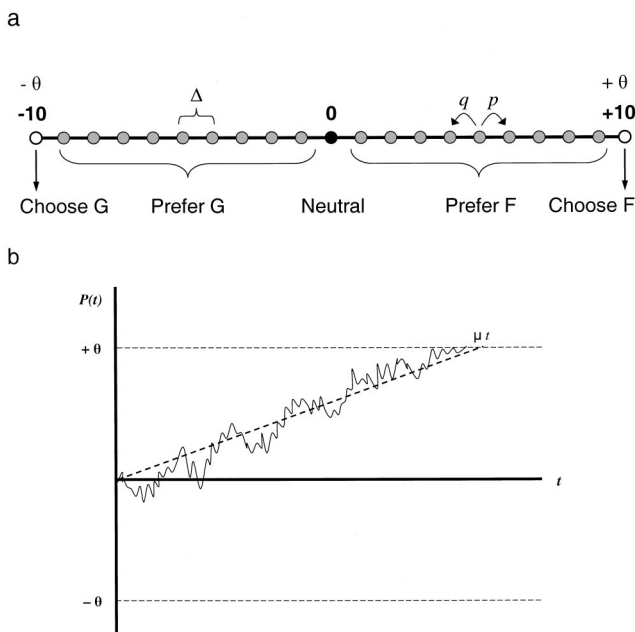 a
- θ + θ
-10 Δ 0 q p +10
Choose G Prefer G Neutral Prefer F Choose F
b
P(t)
+ θ μ t
t
- θ